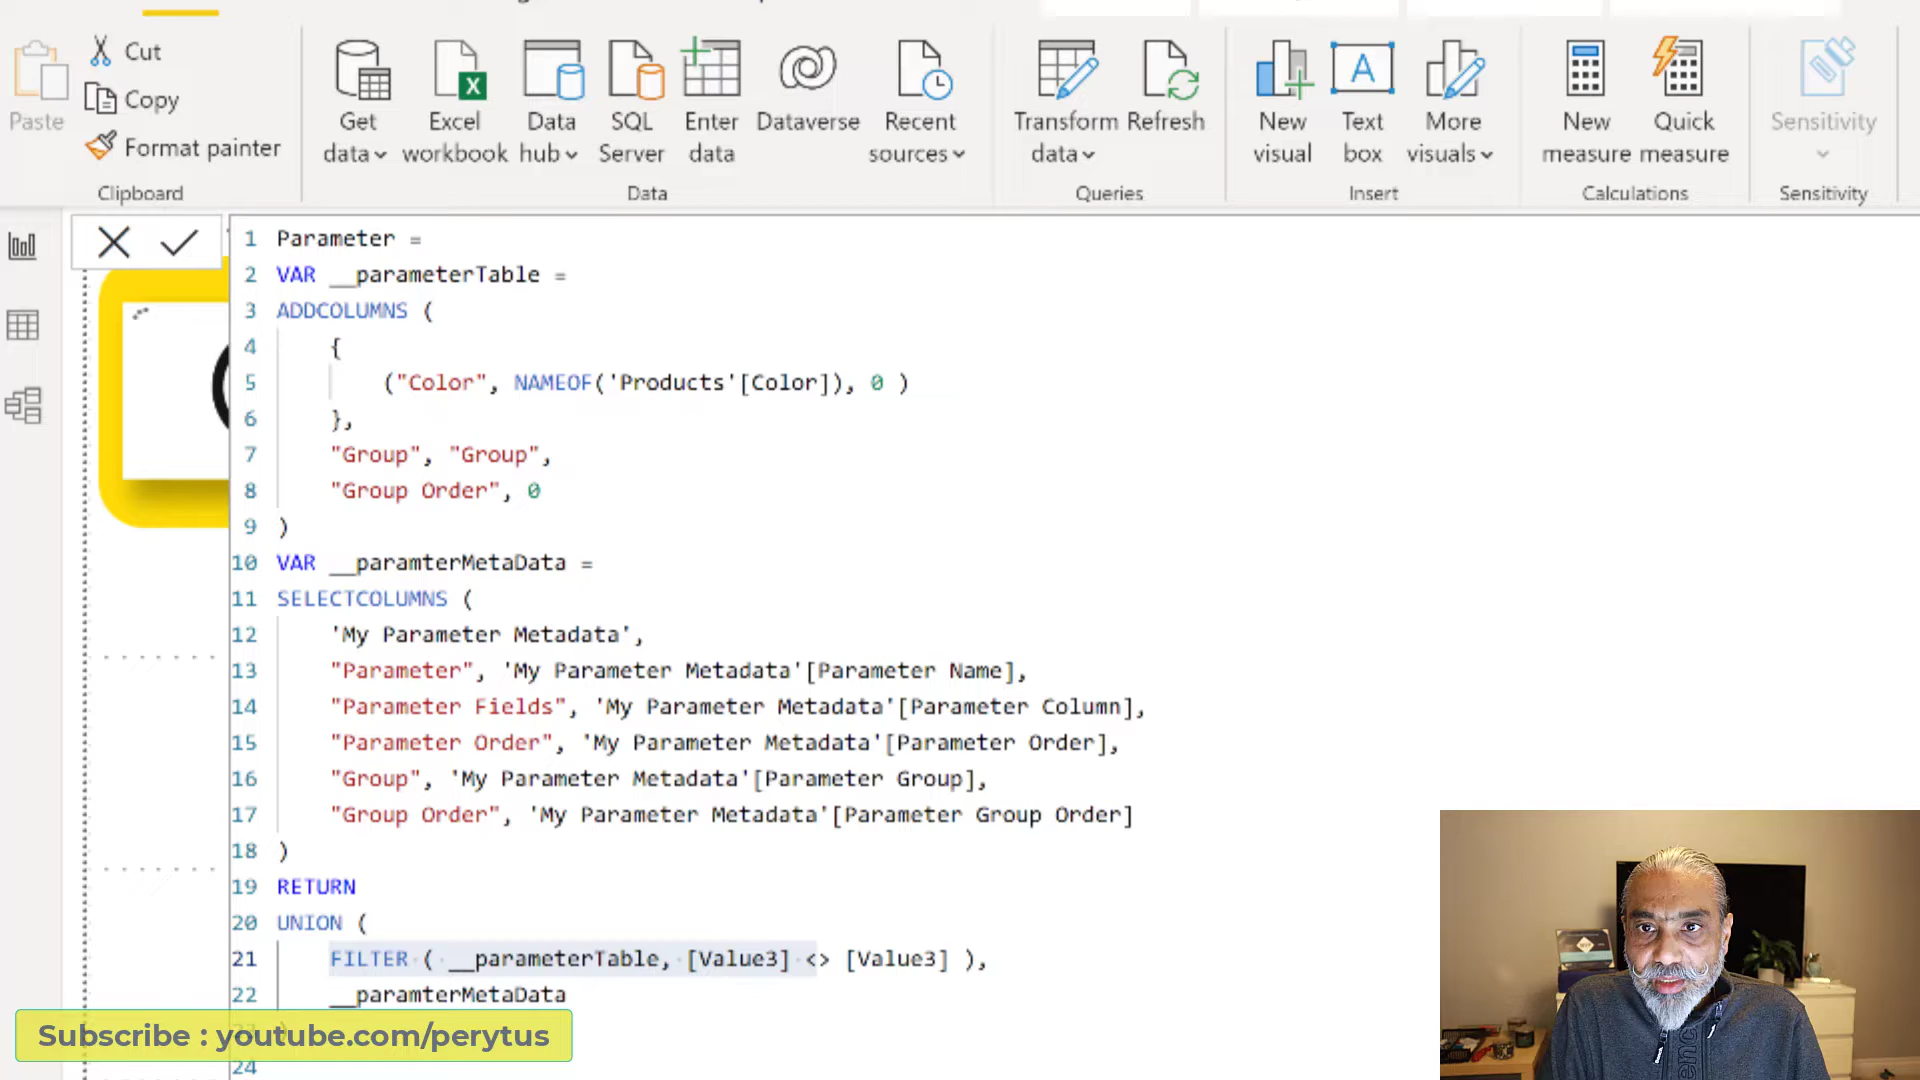 Cut
Copy
Format painter
Paste
Clipboard
Get data
Excel workbook
Data hub
SQL Server
Enter data
Dataverse
Recent sources
Data
Transform data
Refresh
Queries
New visual
Text box
More visuals
Insert
New measure
Quick measure
Calculations
Sensitivity
Sensitivity
1 Parameter =
2 VAR __parameterTable =
3 ADDCOLUMNS (
4 {
5 ("Color", NAMEOF('Products'[Color]), 0 )
6 },
7 "Group", "Group",
8 "Group Order", 0
9 )
10 VAR __paramterMetaData =
11 SELECTCOLUMNS (
12 'My Parameter Metadata',
13 "Parameter", 'My Parameter Metadata'[Parameter Name],
14 "Parameter Fields", 'My Parameter Metadata'[Parameter Column],
15 "Parameter Order", 'My Parameter Metadata'[Parameter Order],
16 "Group", 'My Parameter Metadata'[Parameter Group],
17 "Group Order", 'My Parameter Metadata'[Parameter Group Order]
18 )
19 RETURN
20 UNION (
21 FILTER ( __parameterTable, [Value3] <> [Value3] ),
22 __paramterMetaData
24
Subscribe : youtube.com/perytus